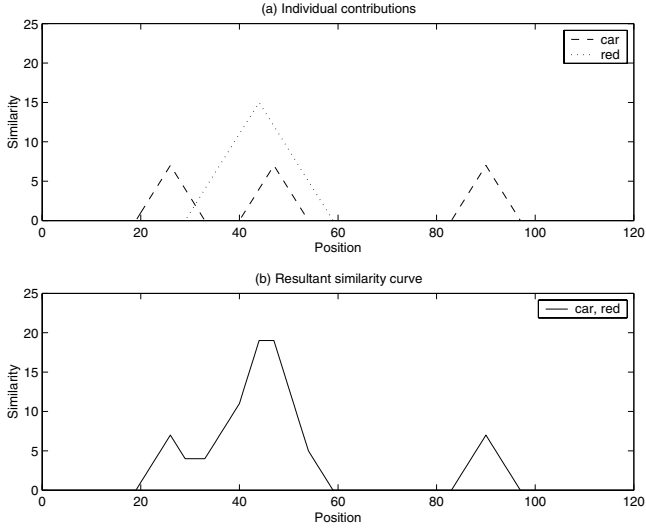 (a) Individual contributions
25
20
15
10
5
0
Similarity
car
red
0 20 40 60 80 100 120
Position
(b) Resultant similarity curve
25
20
15
10
5
0
Similarity
car, red
0 20 40 60 80 100 120
Position